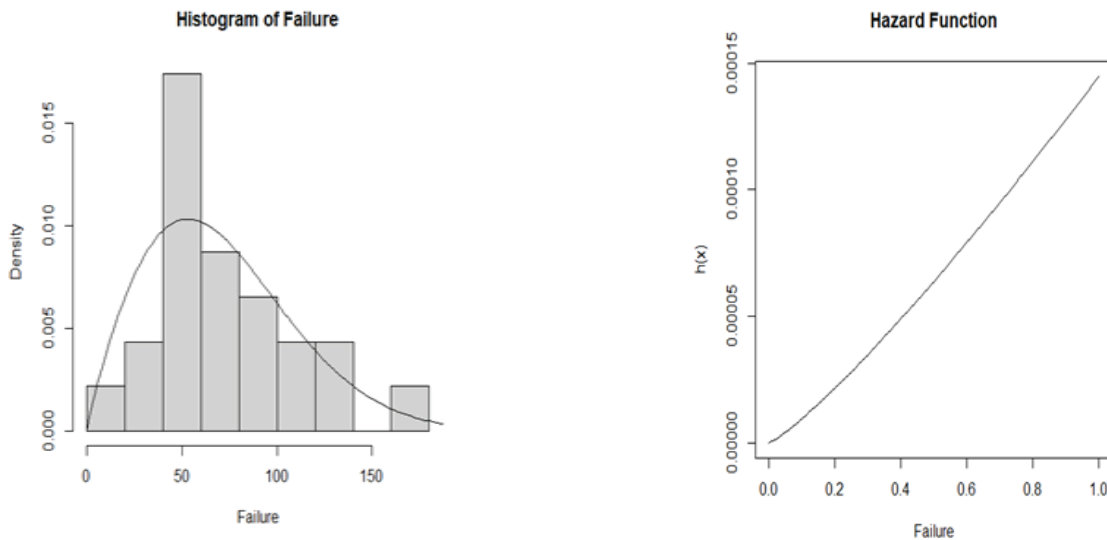 Histogram of Failure
Density
0.015
0.010
0.005
0.000
0 50 100 150
Failure
Hazard Function
h(x)
0.00015
0.00010
0.00005
0.00000
0.0 0.2 0.4 0.6 0.8 1.0
Failure